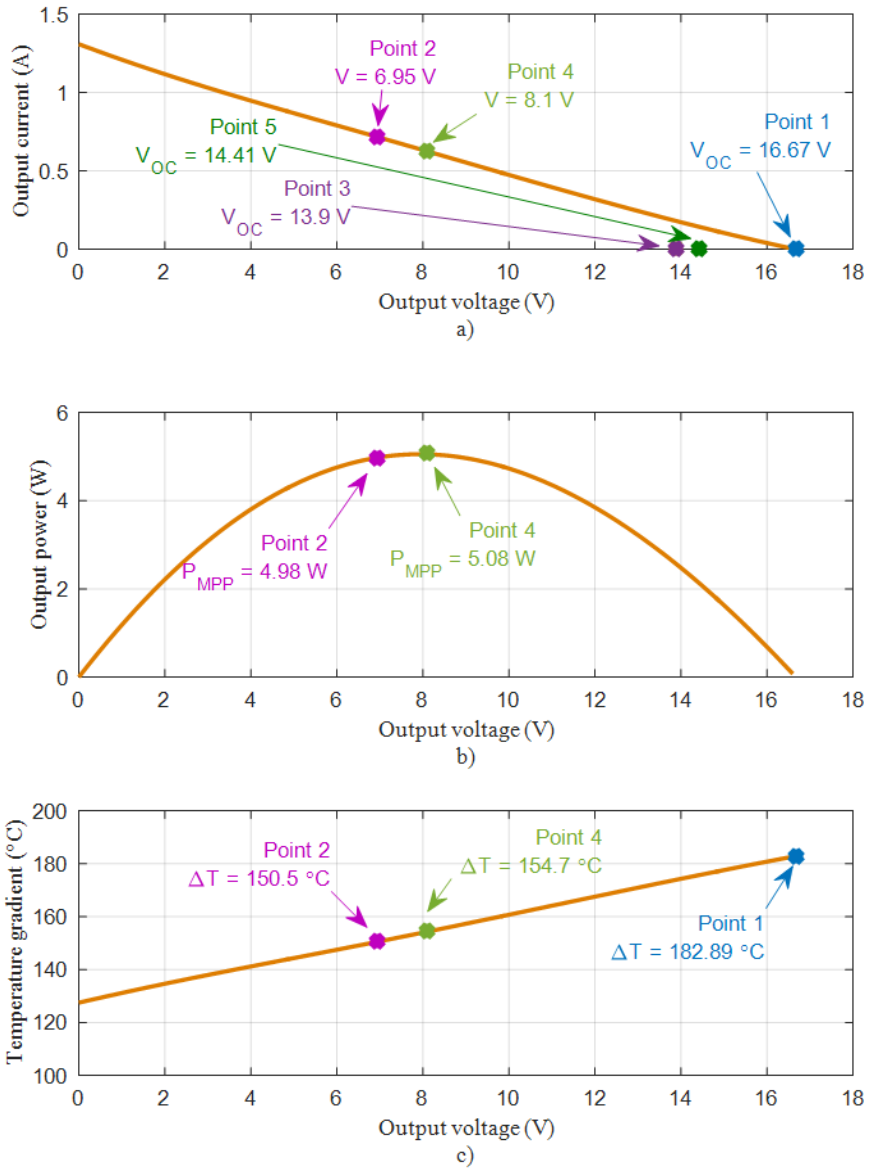 1.5
1
0.5
0
Output current (A)
Point 2
V = 6.95 V
Point 4
V = 8.1 V
Point 5
V_OC = 14.41 V
Point 1
V_OC = 16.67 V
Point 3
V_OC = 13.9 V
0 2 4 6 8 10 12 14 16 18
Output voltage (V)
a)
6
4
2
0
Output power (W)
Point 2
P_MPP = 4.98 W
Point 4
P_MPP = 5.08 W
0 2 4 6 8 10 12 14 16 18
Output voltage (V)
b)
200
180
160
140
120
100
Temperature gradient (°C)
Point 2
ΔT = 150.5 °C
Point 4
ΔT = 154.7 °C
Point 1
ΔT = 182.89 °C
0 2 4 6 8 10 12 14 16 18
Output voltage (V)
c)